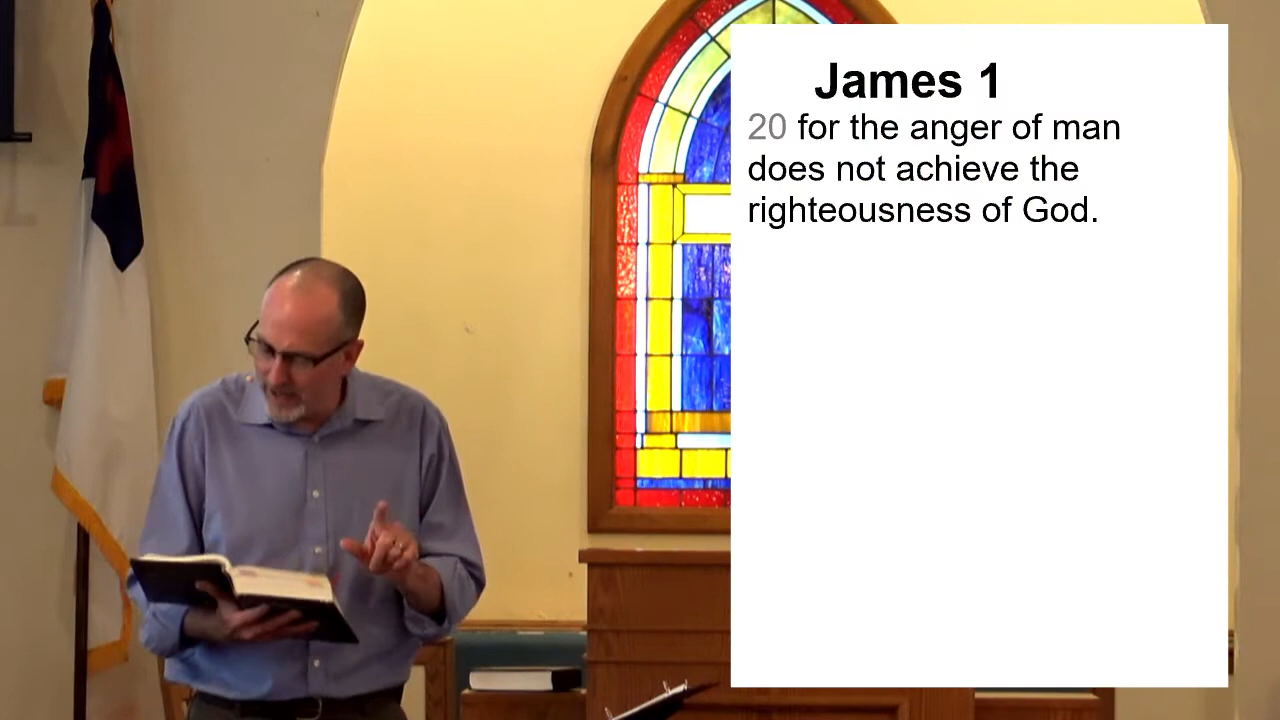 James 1
20 for the anger of man
does not achieve the
righteousness of God.